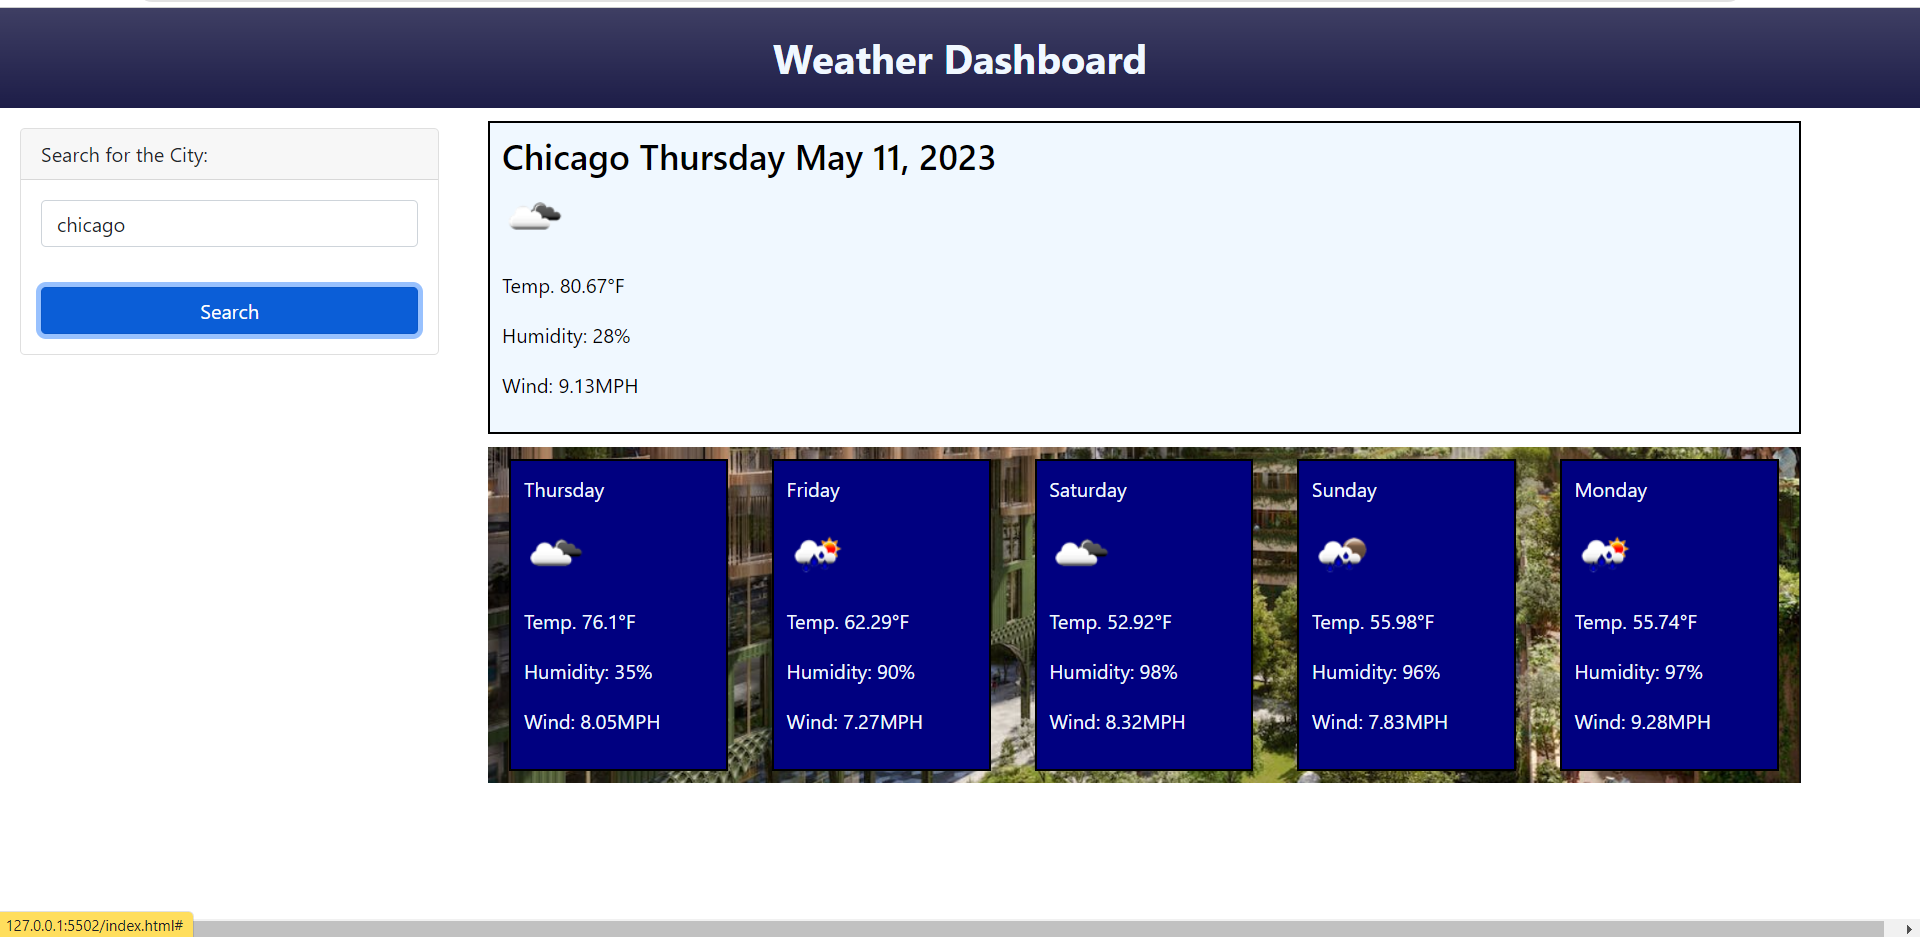 Weather Dashboard
Search for the City:
chicago
Search
Chicago Thursday May 11, 2023
Temp. 80.67°F
Humidity: 28%
Wind: 9.13MPH
Thursday
Temp. 76.1°F
Humidity: 35%
Wind: 8.05MPH
Friday
Temp. 62.29°F
Humidity: 90%
Wind: 7.27MPH
Saturday
Temp. 52.92°F
Humidity: 98%
Wind: 8.32MPH
Sunday
Temp. 55.98°F
Humidity: 96%
Wind: 7.83MPH
Monday
Temp. 55.74°F
Humidity: 97%
Wind: 9.28MPH
127.0.0.1:5502/index.html#